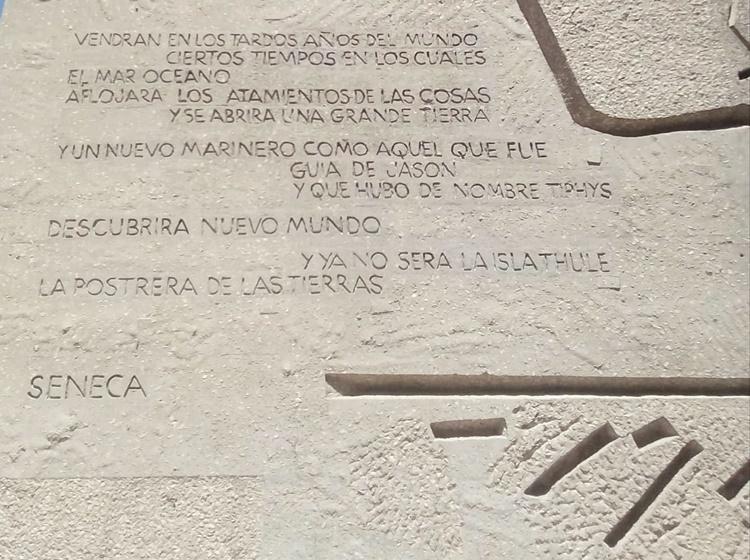 VENDRAN EN LOS TARDOS AÑOS DEL MUNDO
CIERTOS TIEMPOS EN LOS CUALES
EL MAR OCEANO
AFLOJARA LOS ATAMIENTOS DE LAS COSAS
Y SE ABRIRA UNA GRANDE TIERRA
Y UN NUEVO MARINERO COMO AQUEL QUE FUE
GUIA DE JASON
Y QUE HUBO DE NOMBRE TIPHYS
DESCUBRIRA NUEVO MUNDO
Y YA NO SERA LA ISLA THULE
LA POSTRERA DE LAS TIERRAS
SENECA